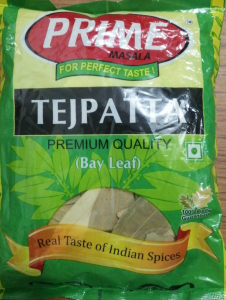 PRIME
MASALA
FOR PERFECT TASTE!
TEJPATTA
PREMIUM QUALITY
(Bay Leaf)
Real Taste of Indian Spices